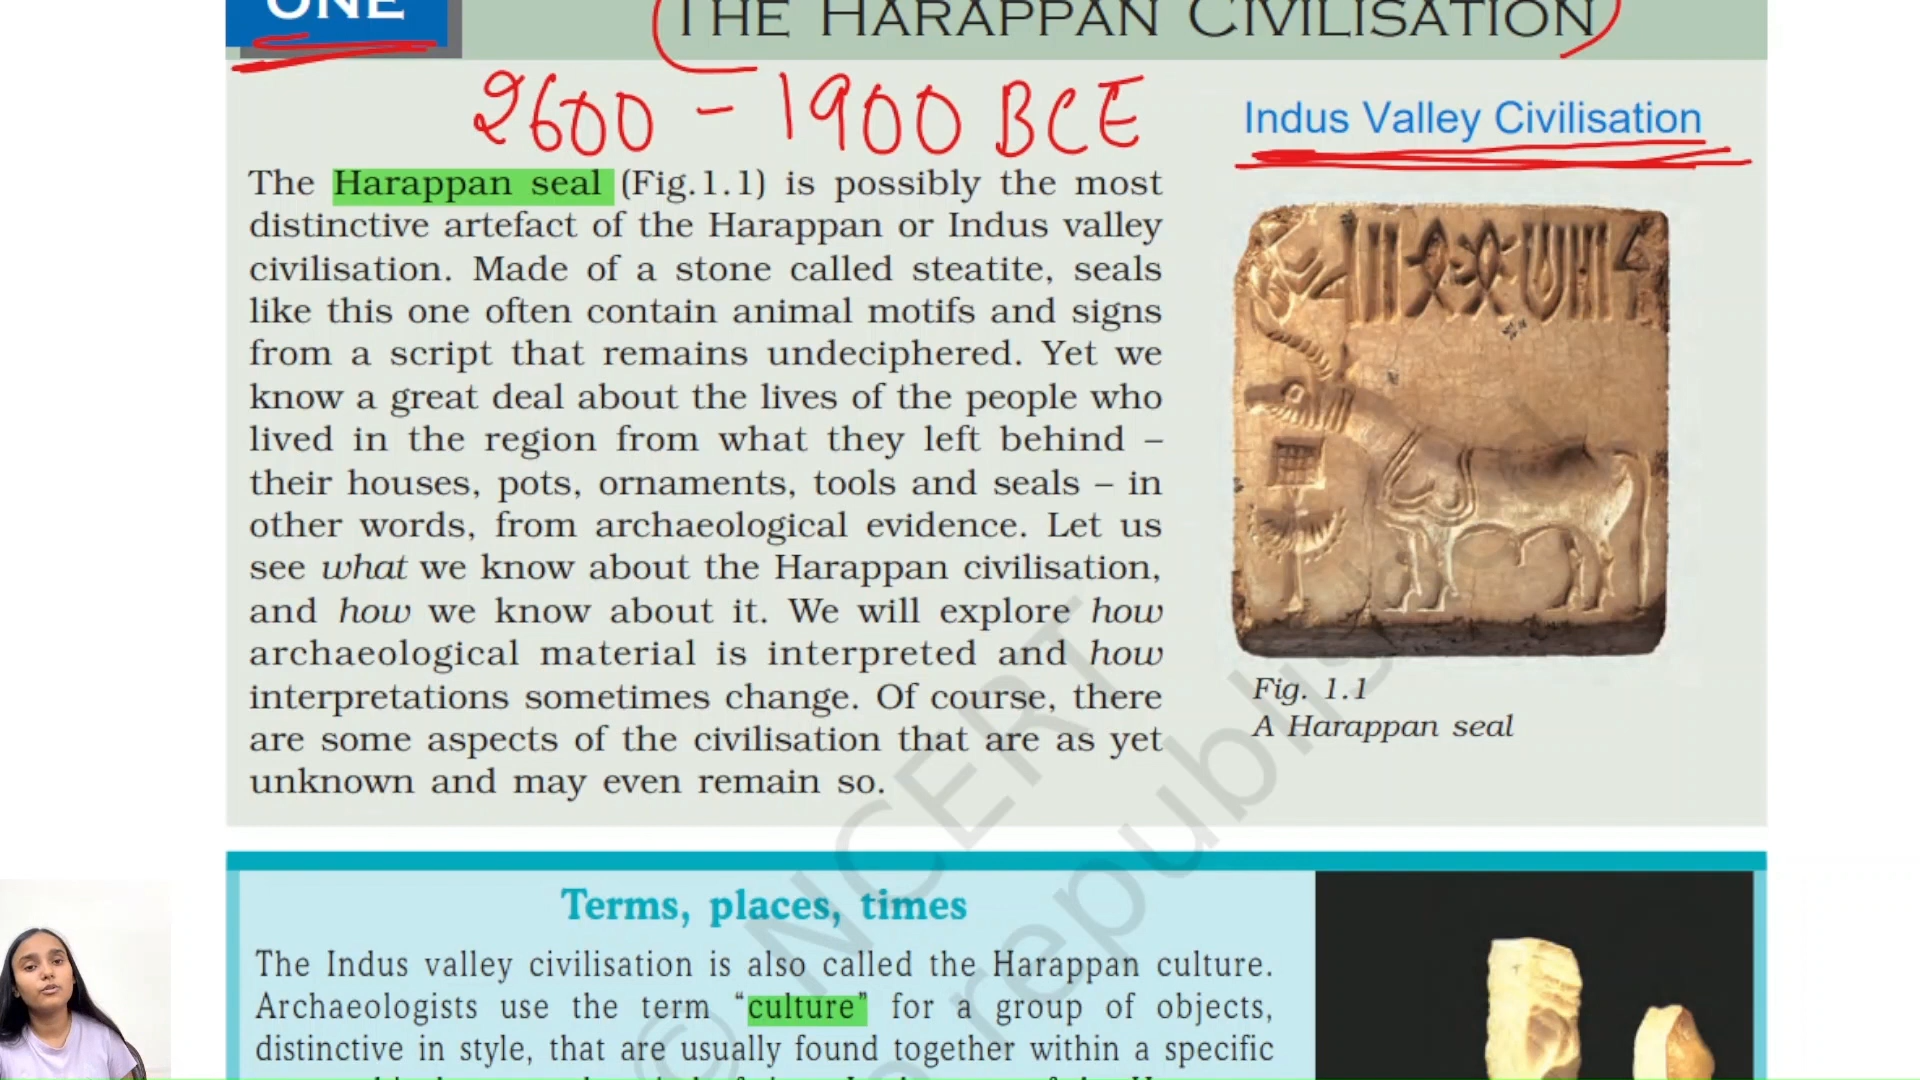 ONE
THE HARAPPAN CIVILISATION
2600 - 1900 BCE
Indus Valley Civilisation
The Harappan seal (Fig.1.1) is possibly the most
distinctive artefact of the Harappan or Indus valley
civilisation. Made of a stone called steatite, seals
like this one often contain animal motifs and signs
from a script that remains undeciphered. Yet we
know a great deal about the lives of the people who
lived in the region from what they left behind –
their houses, pots, ornaments, tools and seals – in
other words, from archaeological evidence. Let us
see what we know about the Harappan civilisation,
and how we know about it. We will explore how
archaeological material is interpreted and how
interpretations sometimes change. Of course, there
are some aspects of the civilisation that are as yet
unknown and may even remain so.
Fig. 1.1
A Harappan seal
© NCERT
republis
Terms, places, times
The Indus valley civilisation is also called the Harappan culture.
Archaeologists use the term “culture” for a group of objects,
distinctive in style, that are usually found together within a specific